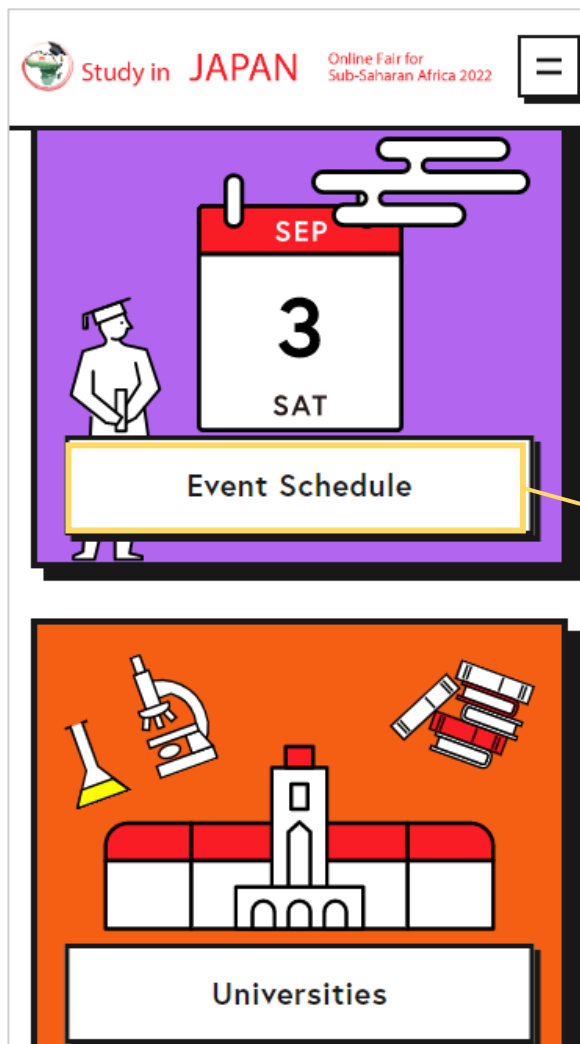 Study in JAPAN
Online Fair for
Sub-Saharan Africa 2022
SEP
3
SAT
Event Schedule
Universities